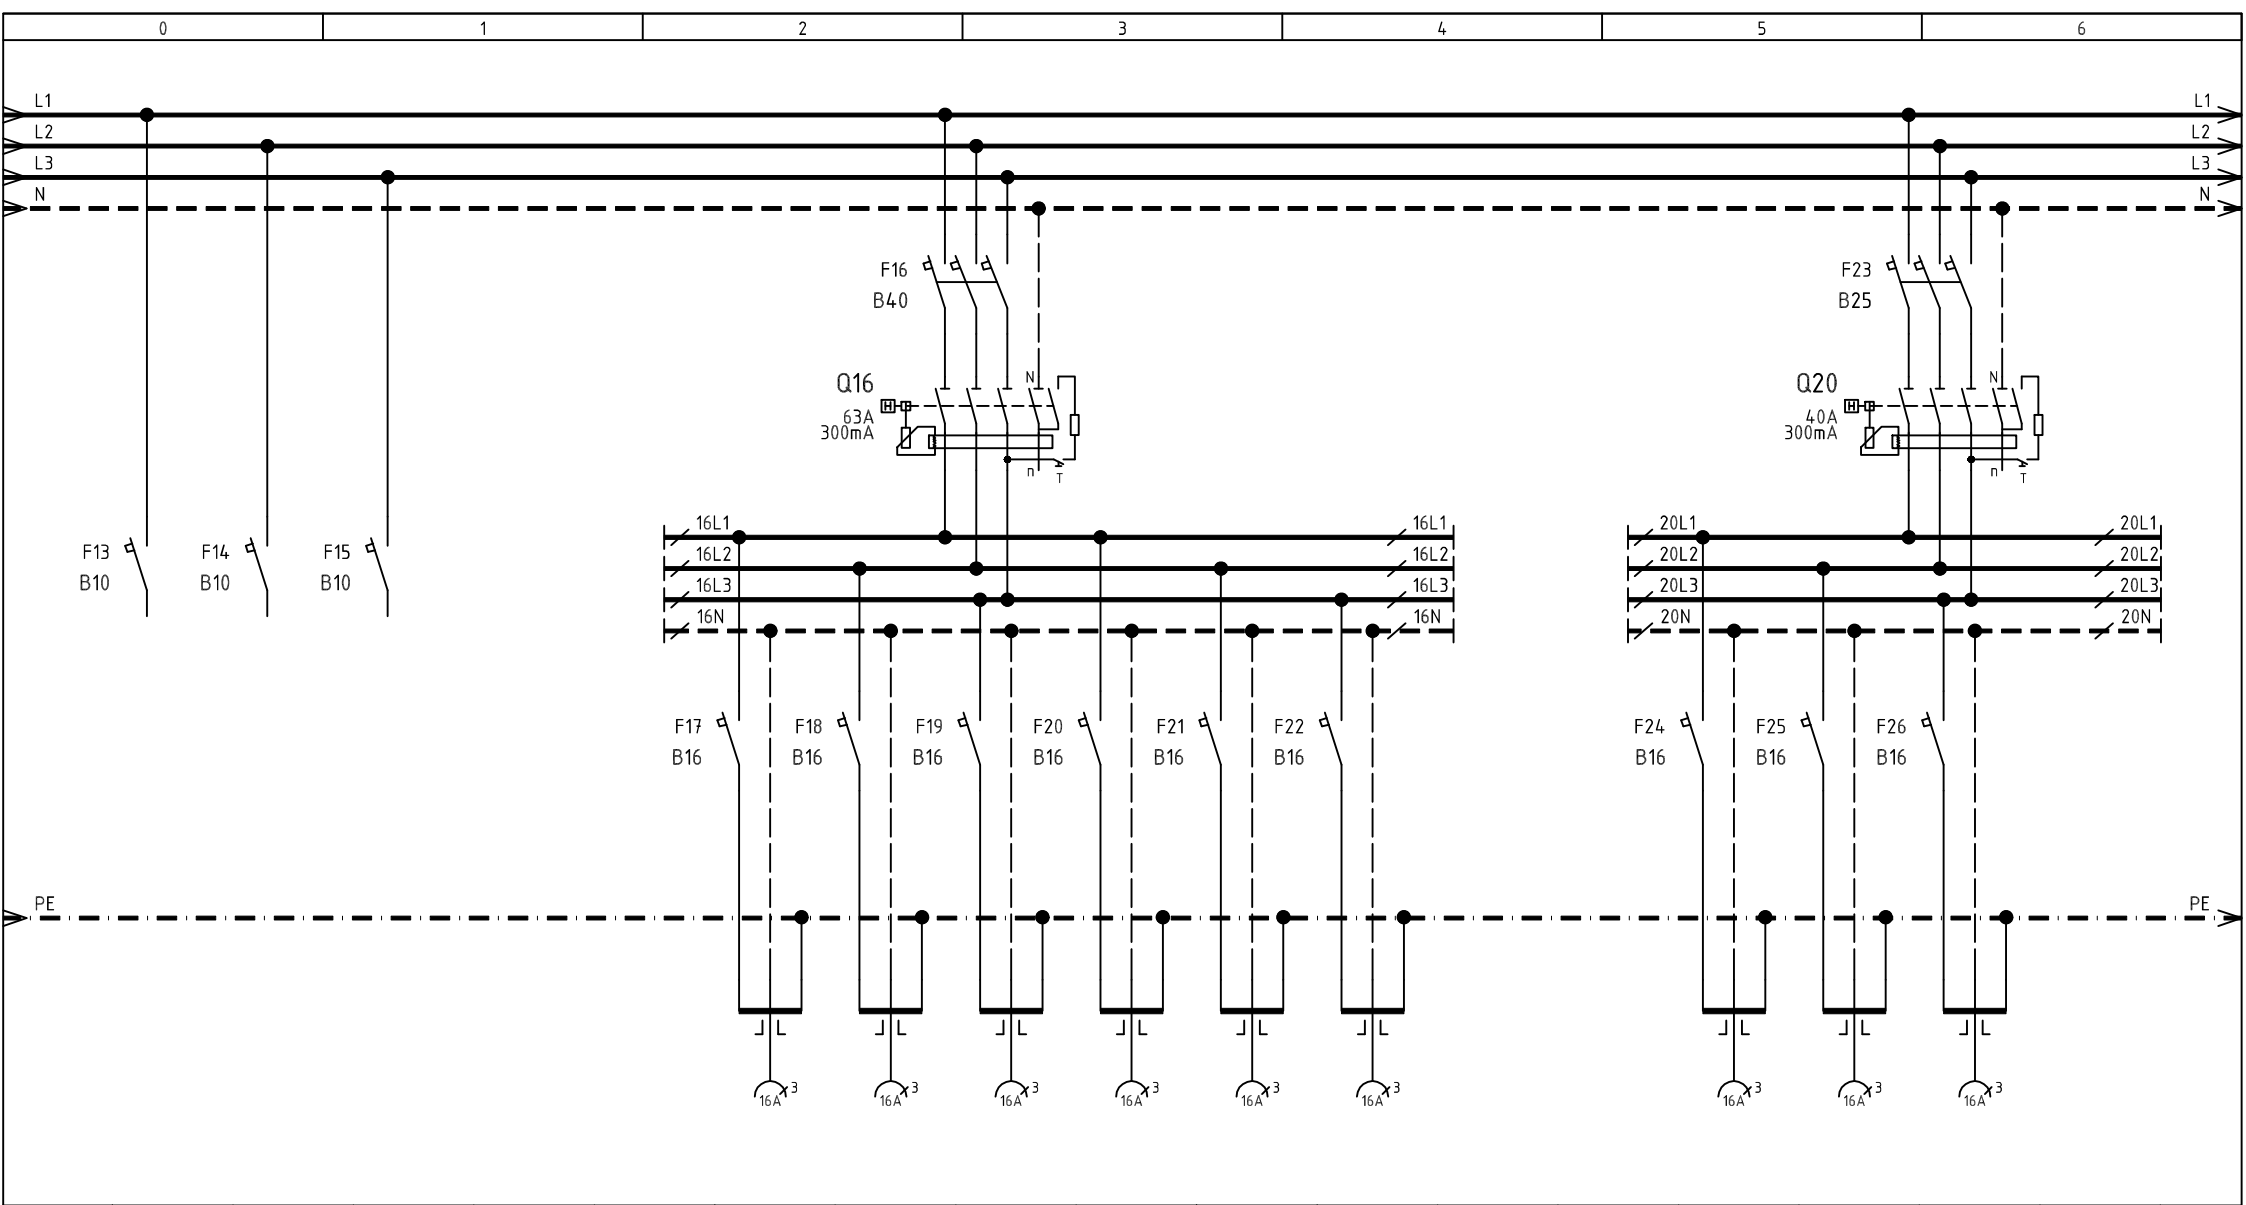 0 1 2 3 4 5 6
L1 L1
L2 L2
L3 L3
N N
F16 F23
B40 B25
N N
Q16 Q20
63A 40A
300mA 300mA
n T n T
16L1 16L1 20L1 20L1
F13 F14 F15 16L2 16L2 20L2 20L2
B10 B10 B10 16L3 16L3 20L3 20L3
16N 16N 20N 20N
F17 F18 F19 F20 F21 F22 F24 F25 F26
B16 B16 B16 B16 B16 B16 B16 B16 B16
PE PE
3 3 3 3 3 3 3 3 3
16A 16A 16A 16A 16A 16A 16A 16A 16A